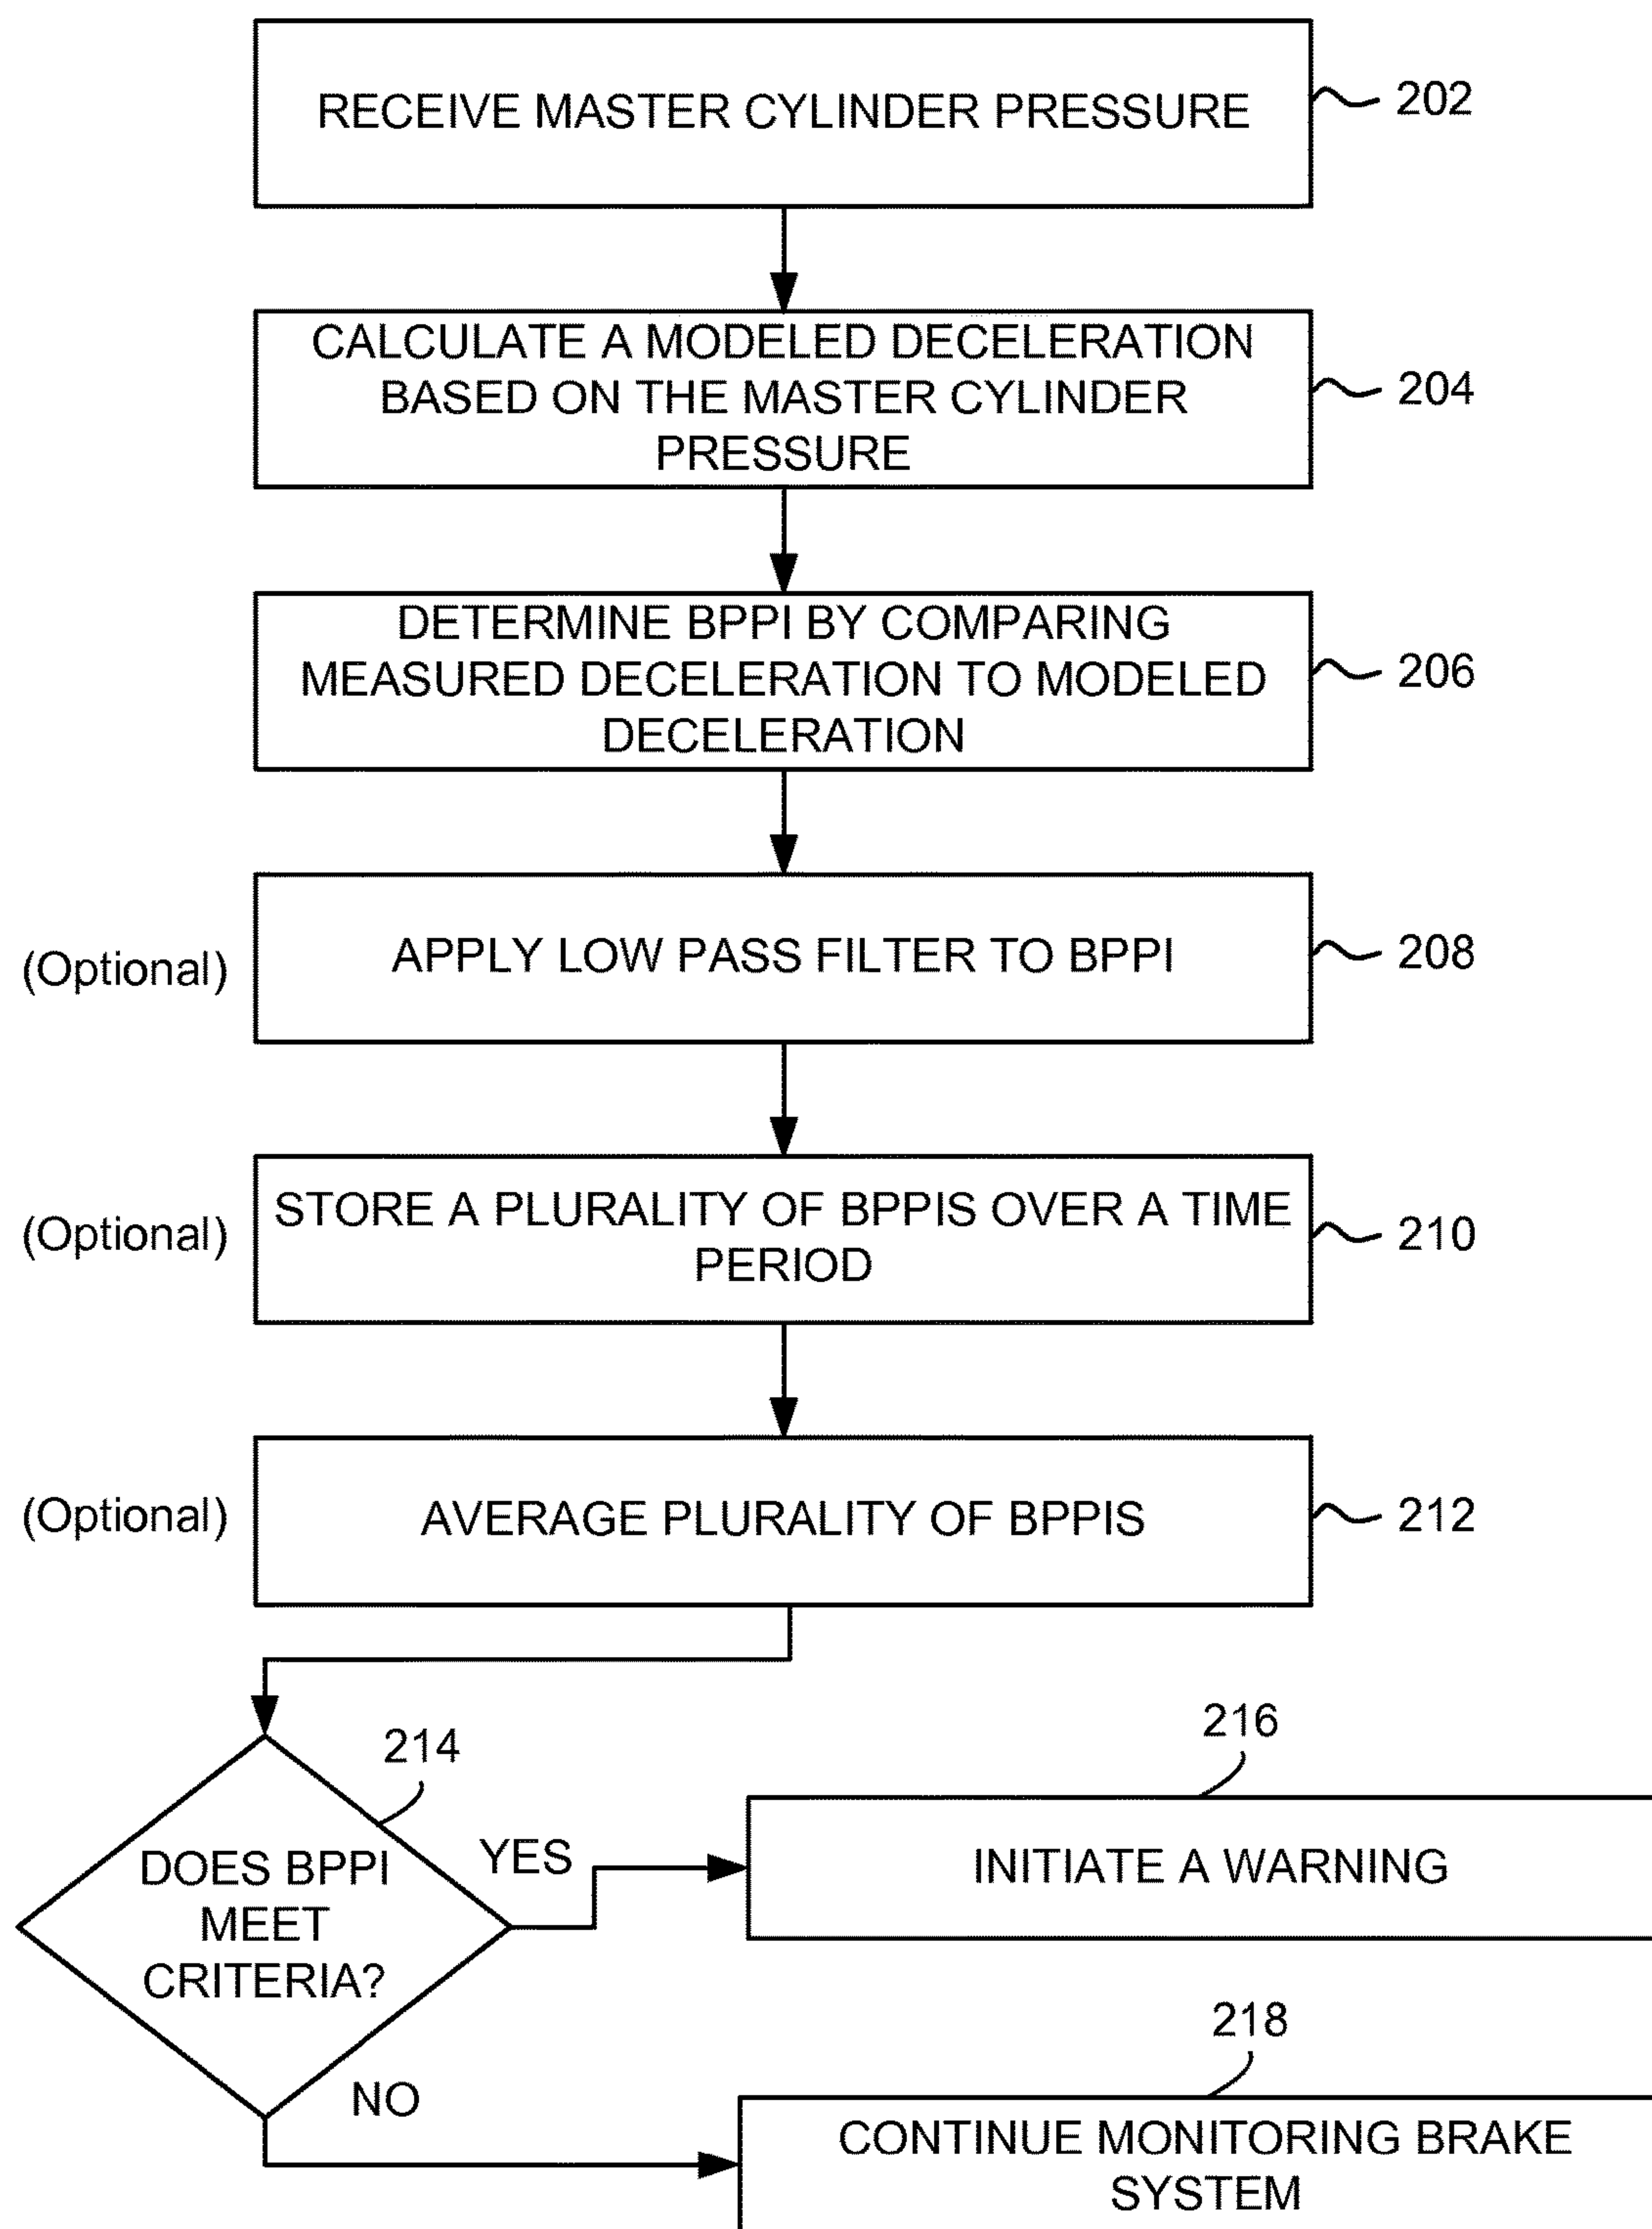 RECEIVE MASTER CYLINDER PRESSURE
202
CALCULATE A MODELED DECELERATION
BASED ON THE MASTER CYLINDER
PRESSURE
204
DETERMINE BPPI BY COMPARING
MEASURED DECELERATION TO MODELED
DECELERATION
206
(Optional)
APPLY LOW PASS FILTER TO BPPI
208
(Optional)
STORE A PLURALITY OF BPPIS OVER A TIME
PERIOD
210
(Optional)
AVERAGE PLURALITY OF BPPIS
212
214
DOES BPPI
MEET
CRITERIA?
YES
216
INITIATE A WARNING
NO
218
CONTINUE MONITORING BRAKE
SYSTEM